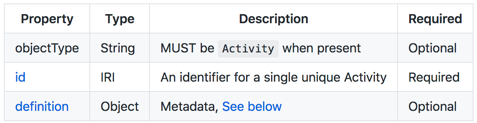 Property Type Description Required
objectType String MUST be Activity when present Optional
id IRI An identifier for a single unique Activity Required
definition Object Metadata, See below Optional